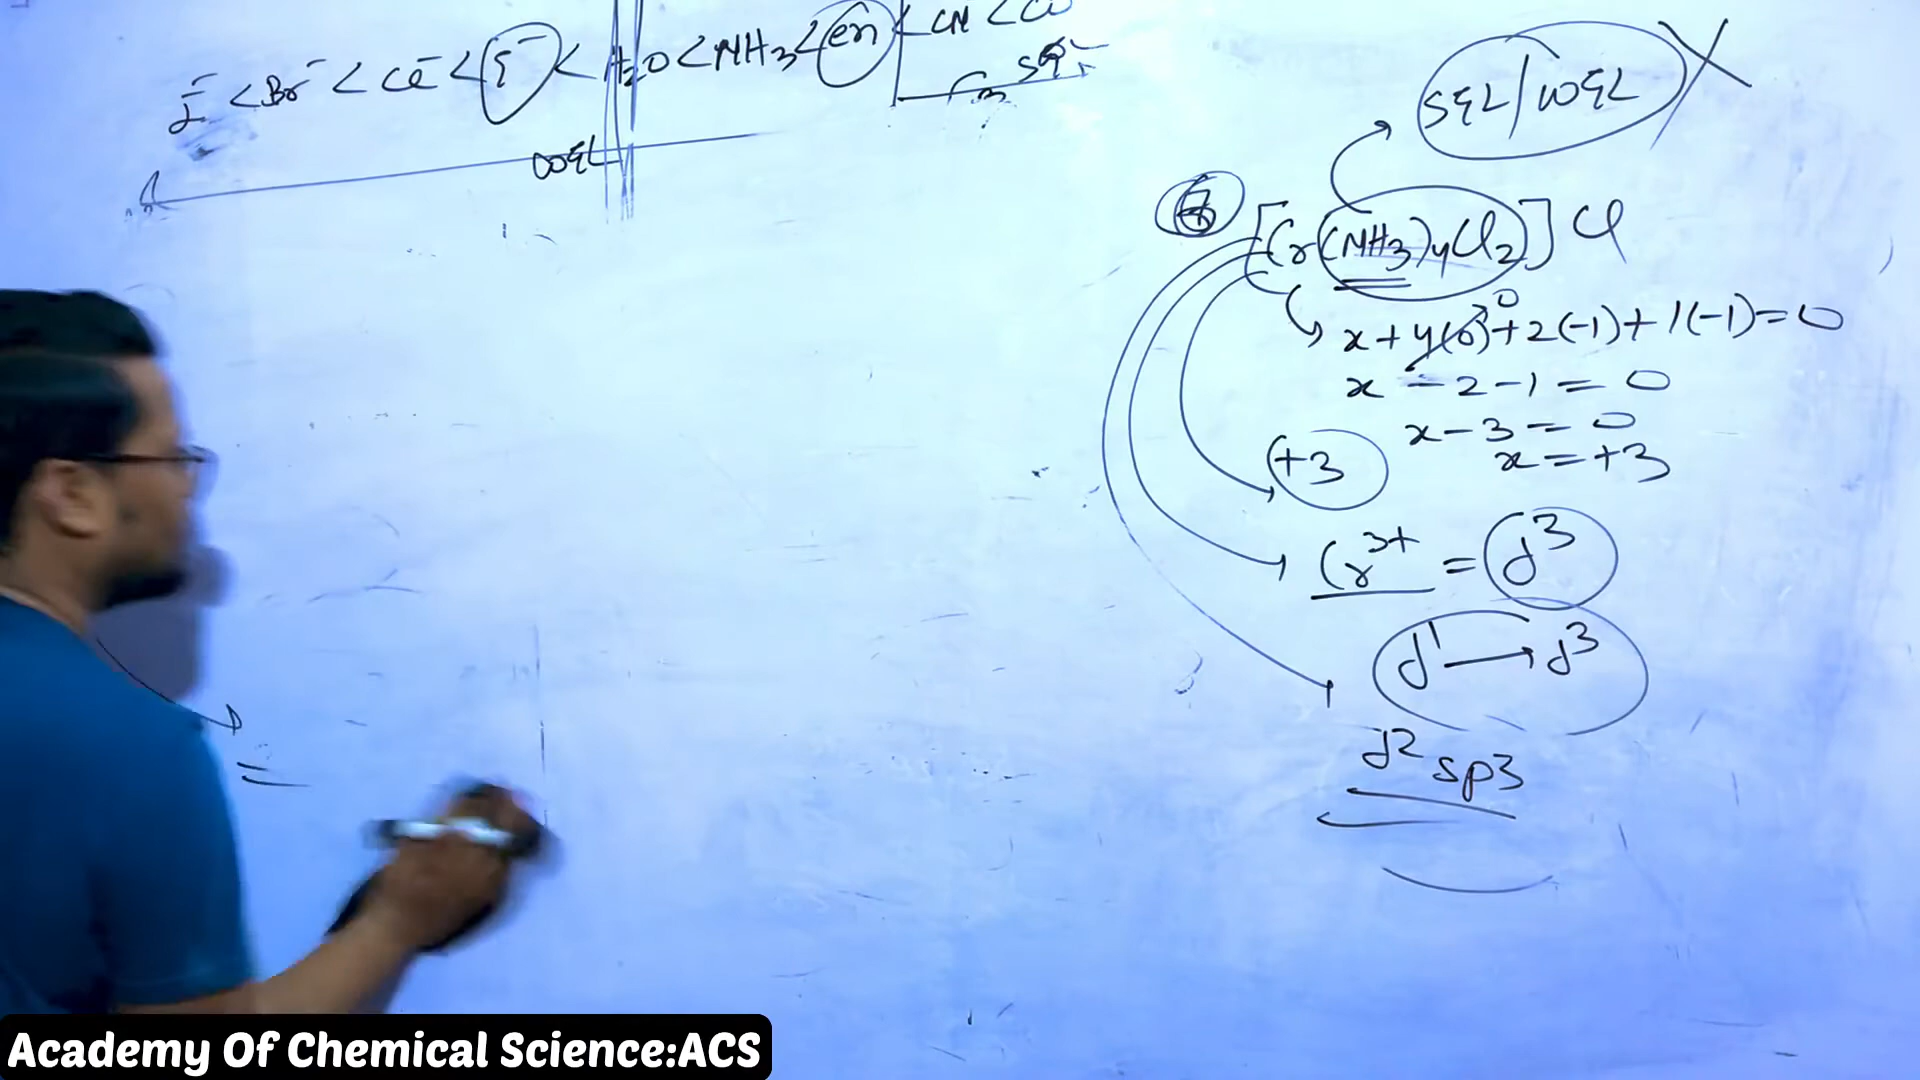 I⁻ < Br⁻ < Cl⁻ < F⁻ < H₂O < NH₃ < en < CN < CO
SFL
WFL
SFL/WFL X
[Cr(NH3)4Cl2]Cl
x + 4(0) + 2(-1) + 1(-1) = 0
0
x - 2 - 1 = 0
x - 3 = 0
x = +3
+3
Cr³⁺ = d³
d¹ → d³
d²sp3
=
Academy Of Chemical Science:ACS